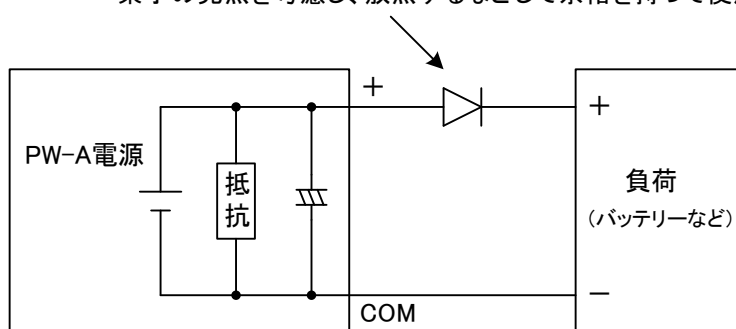 素子の発熱を考慮し、放熱するなどして余裕を持って使
+
PW-A電源
抵抗
COM
+
負荷
(バッテリーなど)
−